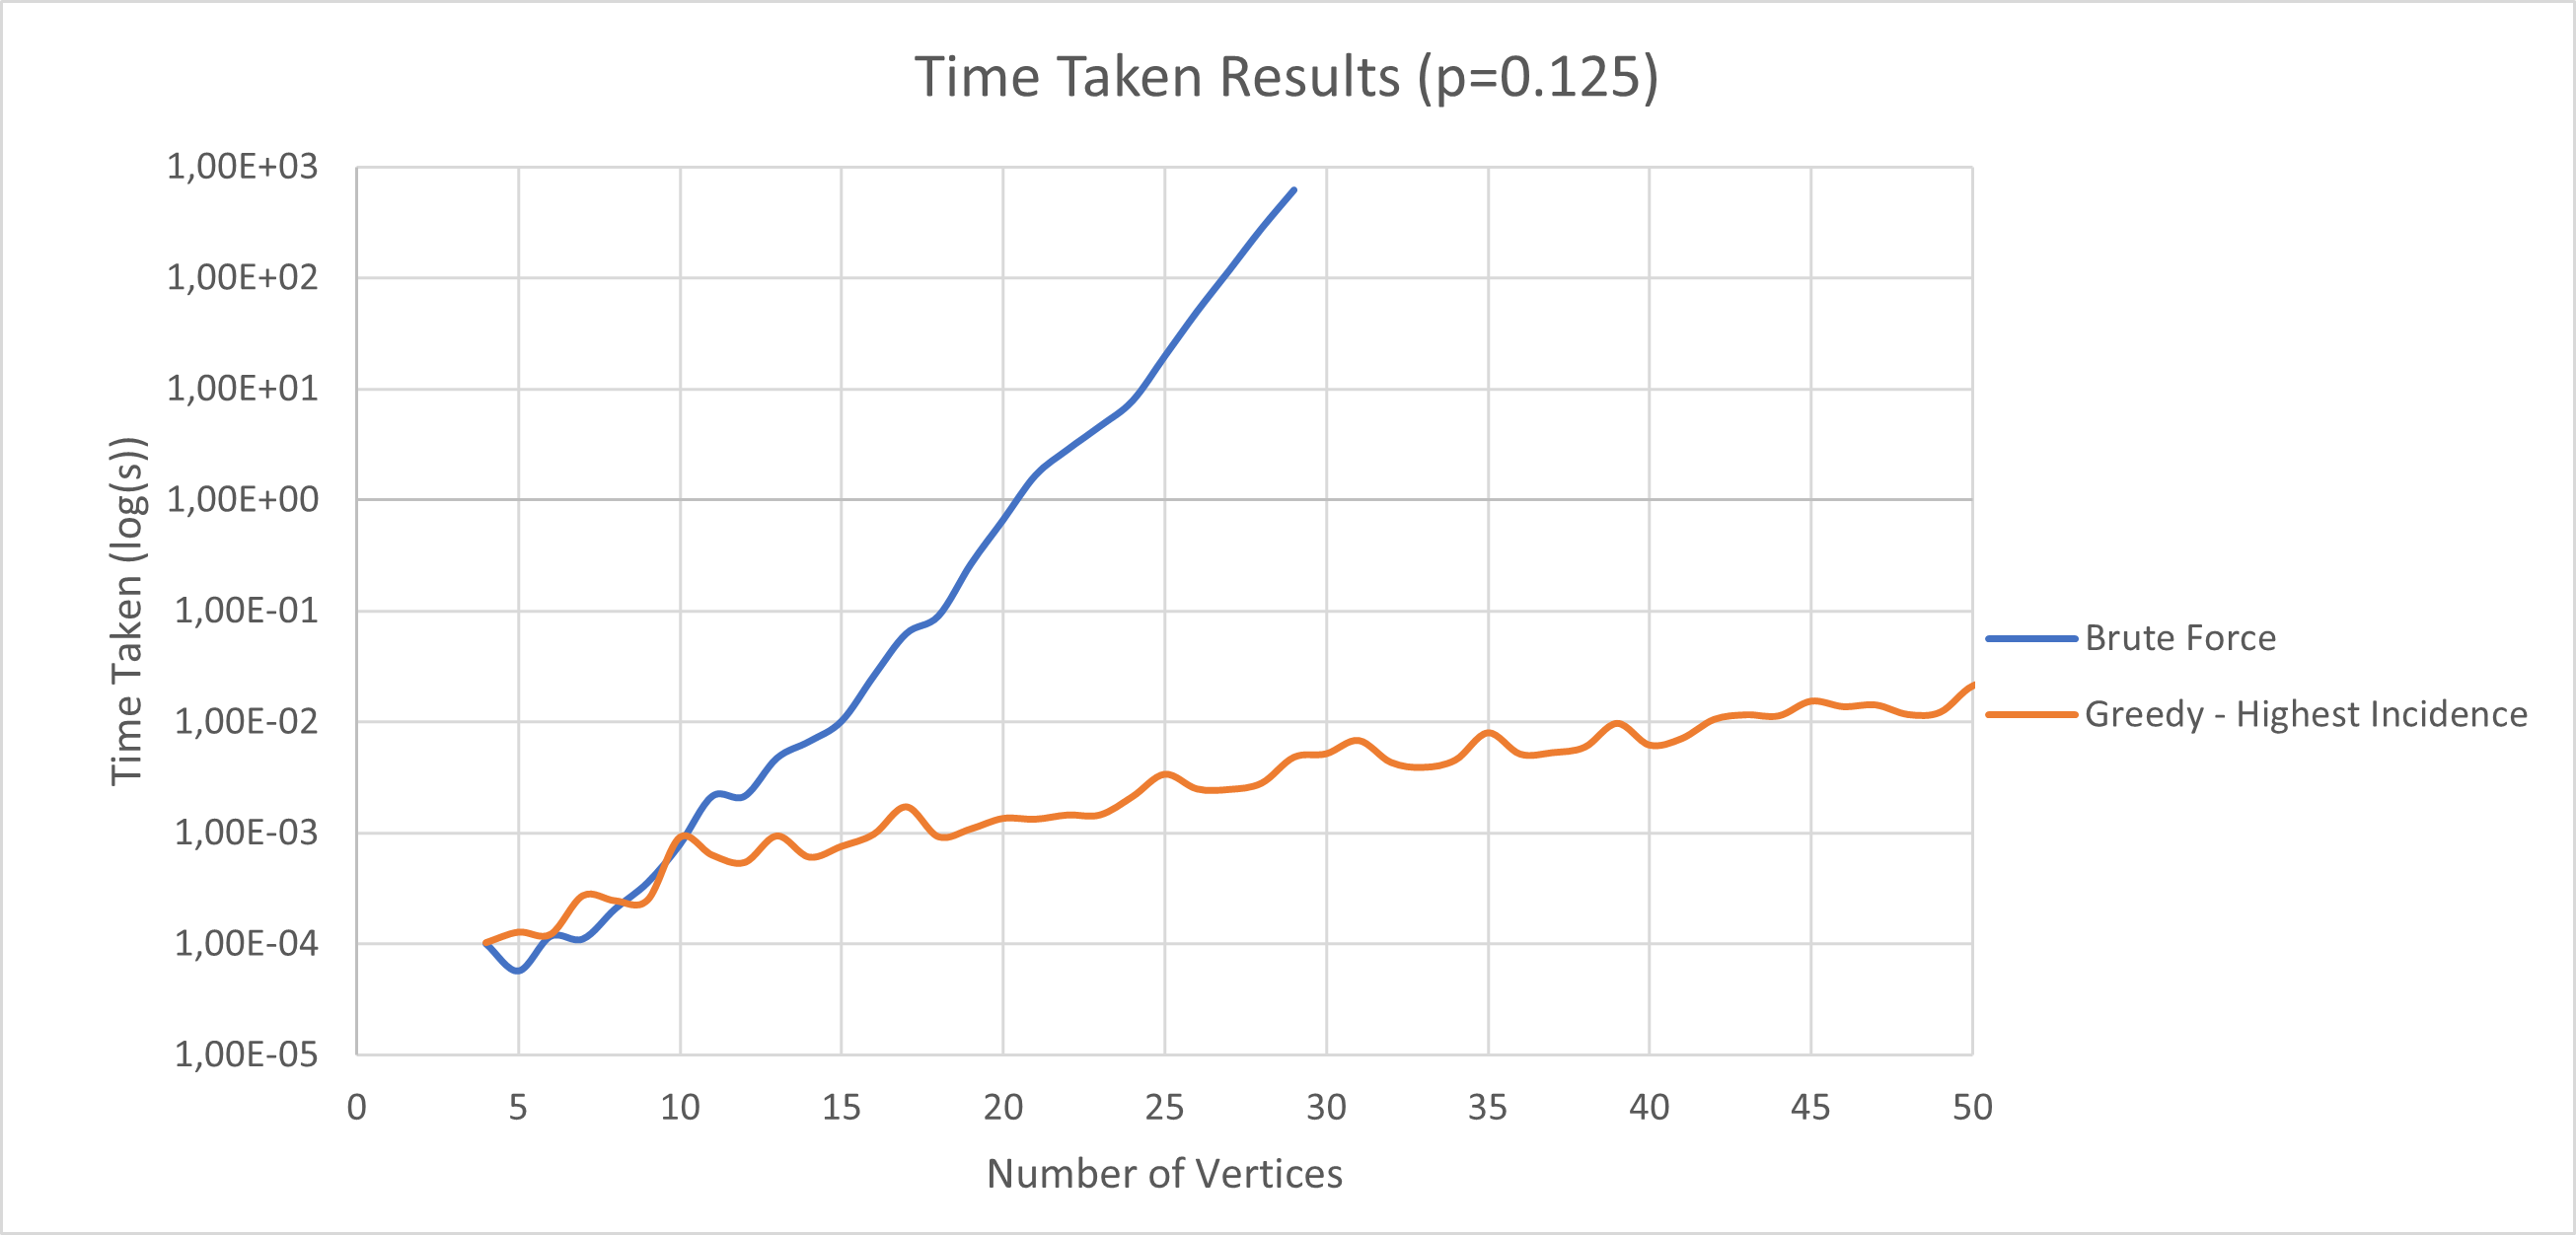 Time Taken Results (p=0.125)
1,00E+03
1,00E+02
1,00E+01
1,00E+00
1,00E-01
1,00E-02
1,00E-03
1,00E-04
1,00E-05
Time Taken (log(s))
0 5 10 15 20 25 30 35 40 45 50
Number of Vertices
Brute Force
Greedy - Highest Incidence